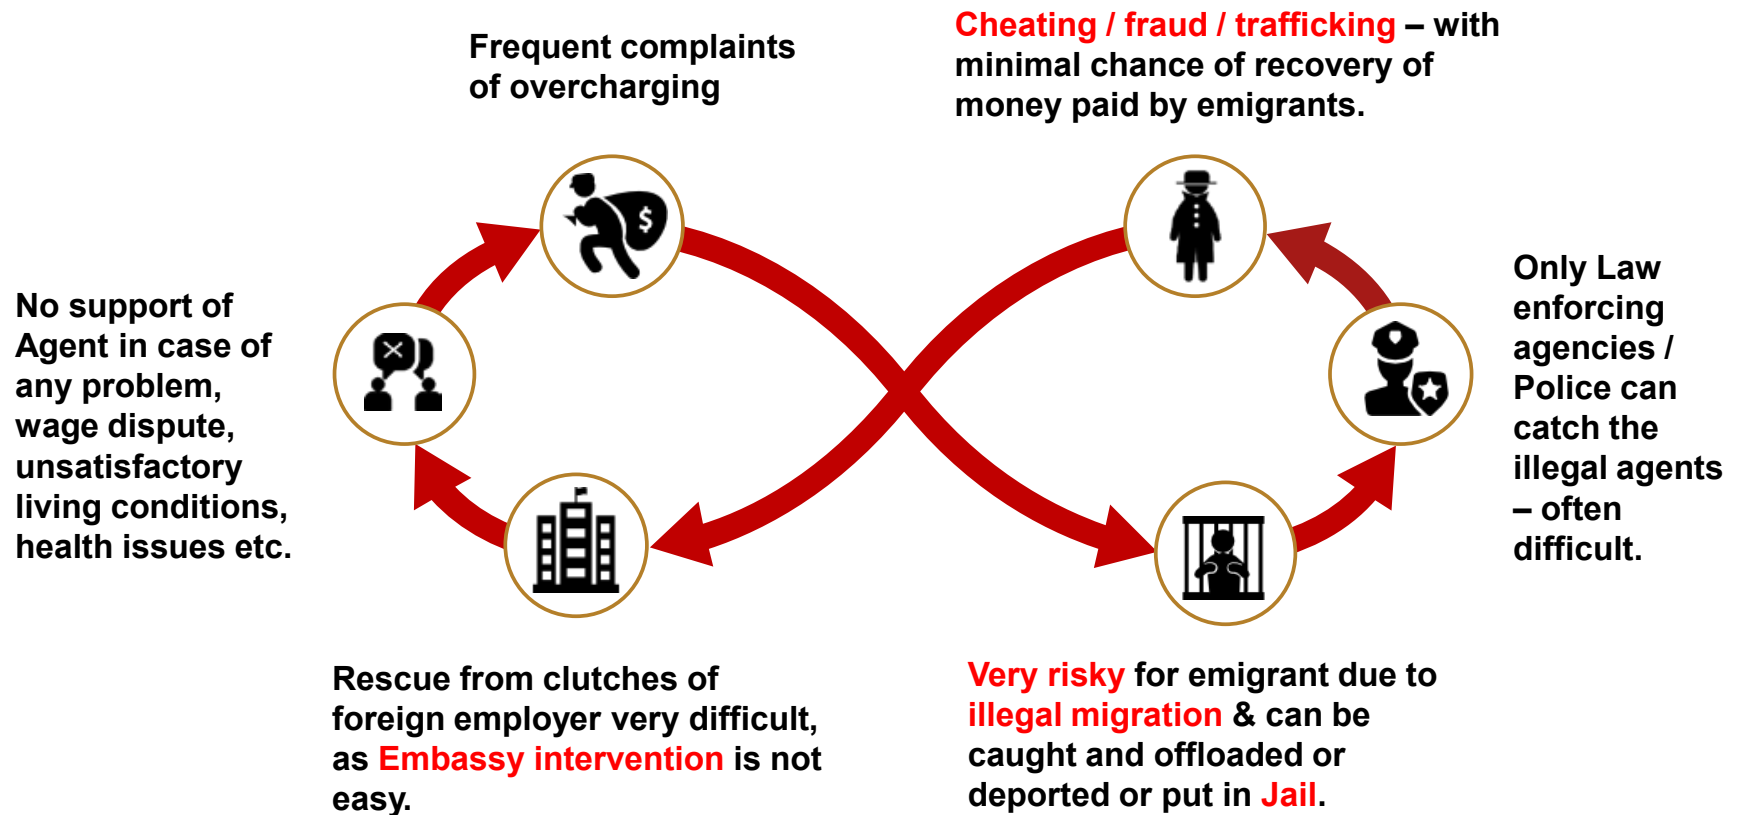 Frequent complaints
of overcharging
Cheating / fraud / trafficking – with
minimal chance of recovery of
money paid by emigrants.
$
No support of
Agent in case of
any problem,
wage dispute,
unsatisfactory
living conditions,
health issues etc.
Only Law
enforcing
agencies /
Police can
catch the
illegal agents
– often
difficult.
Rescue from clutches of
foreign employer very difficult,
as Embassy intervention is not
easy.
Very risky for emigrant due to
illegal migration & can be
caught and offloaded or
deported or put in Jail.